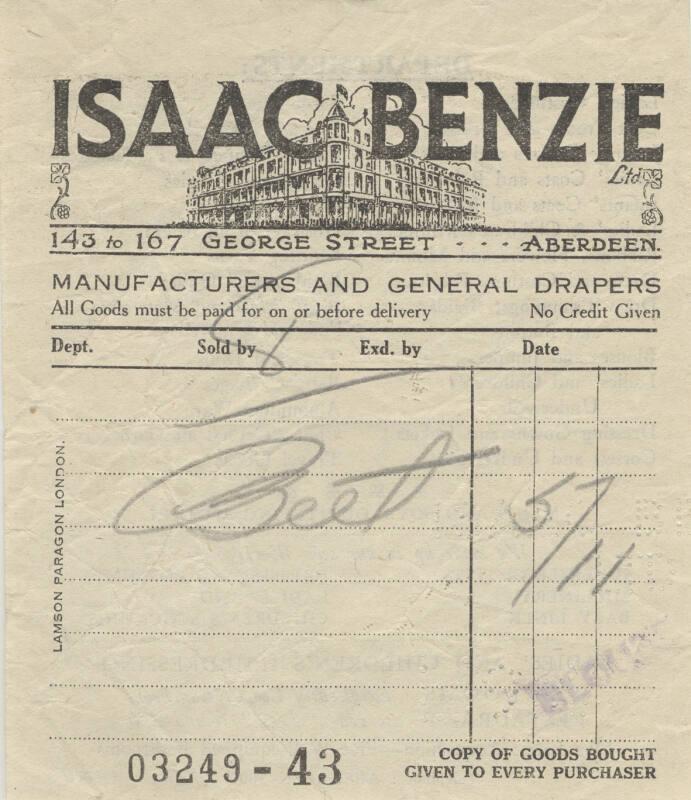 ISAAC BENZIE
Ltd
143 to 167 GEORGE STREET - - - ABERDEEN.
MANUFACTURERS AND GENERAL DRAPERS
All Goods must be paid for on or before delivery No Credit Given
Dept. Sold by Exd. by Date
5/11
LAMSON PARAGON LONDON.
03249 - 43
COPY OF GOODS BOUGHT
GIVEN TO EVERY PURCHASER